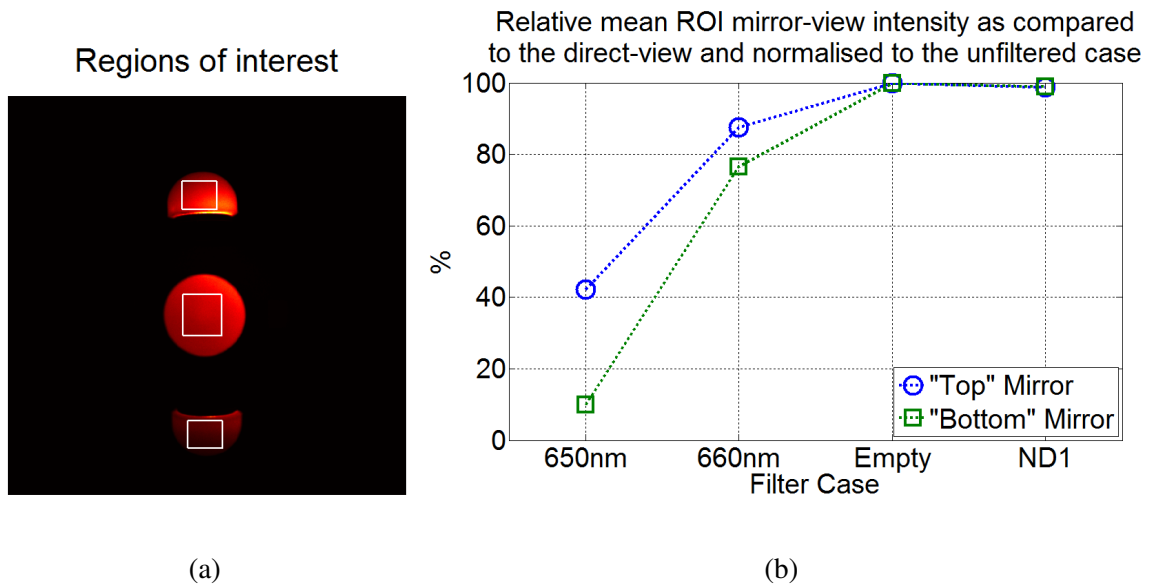 Regions of interest
(a)
Relative mean ROI mirror-view intensity as compared
to the direct-view and normalised to the unfiltered case
100
80
60
40
20
0
%
650nm
660nm
Empty
ND1
Filter Case
"Top" Mirror
"Bottom" Mirror
(b)